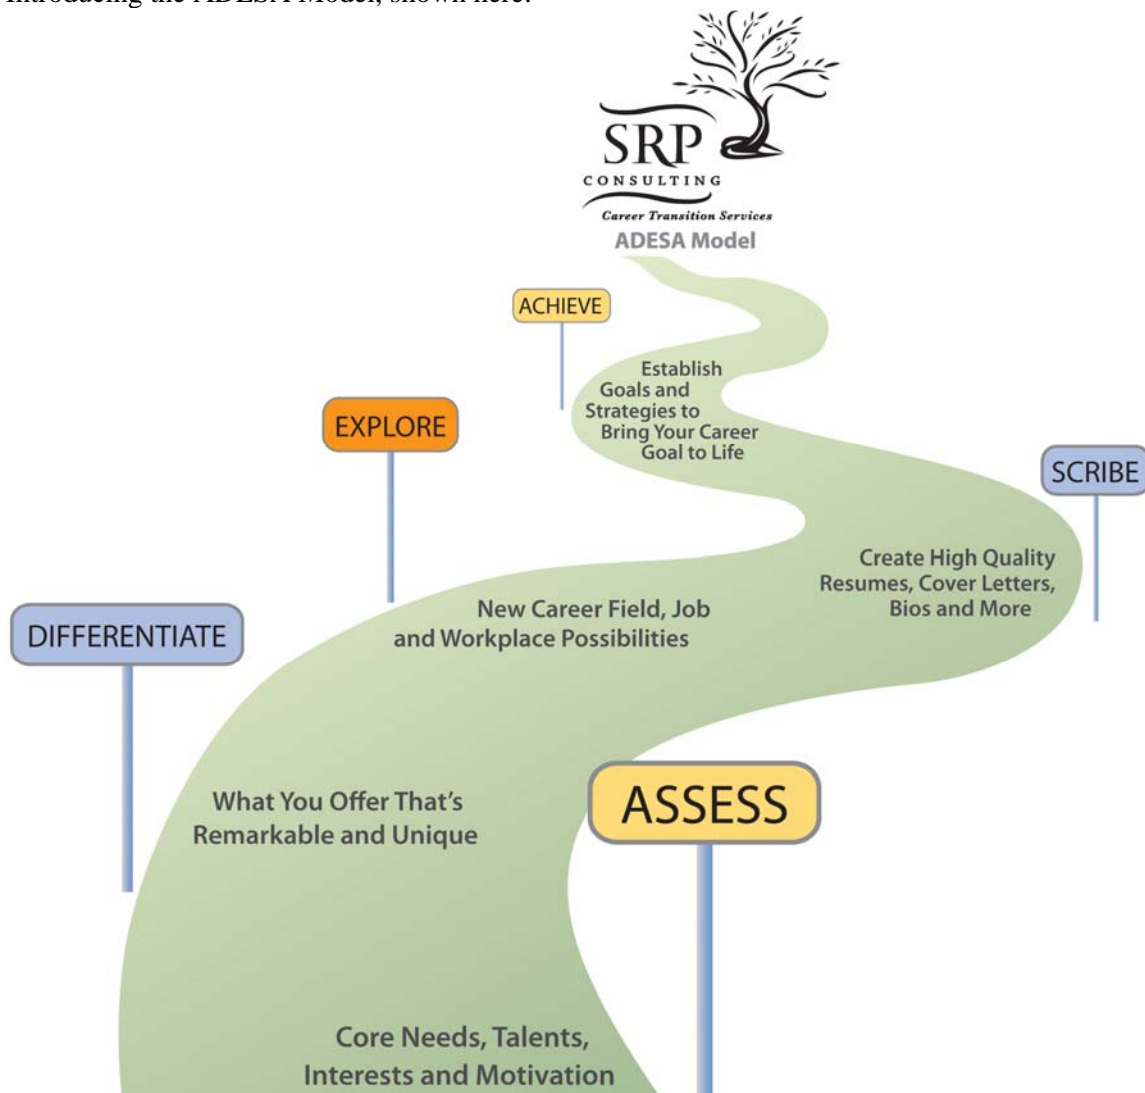 Introducing the ADESA Model, shown here:
SRP
CONSULTING
Career Transition Services
ADESA Model
ACHIEVE
Establish
Goals and
Strategies to
Bring Your Career
Goal to Life
EXPLORE
SCRIBE
Create High Quality
Resumes, Cover Letters,
Bios and More
New Career Field, Job
and Workplace Possibilities
DIFFERENTIATE
What You Offer That's
Remarkable and Unique
ASSESS
Core Needs, Talents,
Interests and Motivation